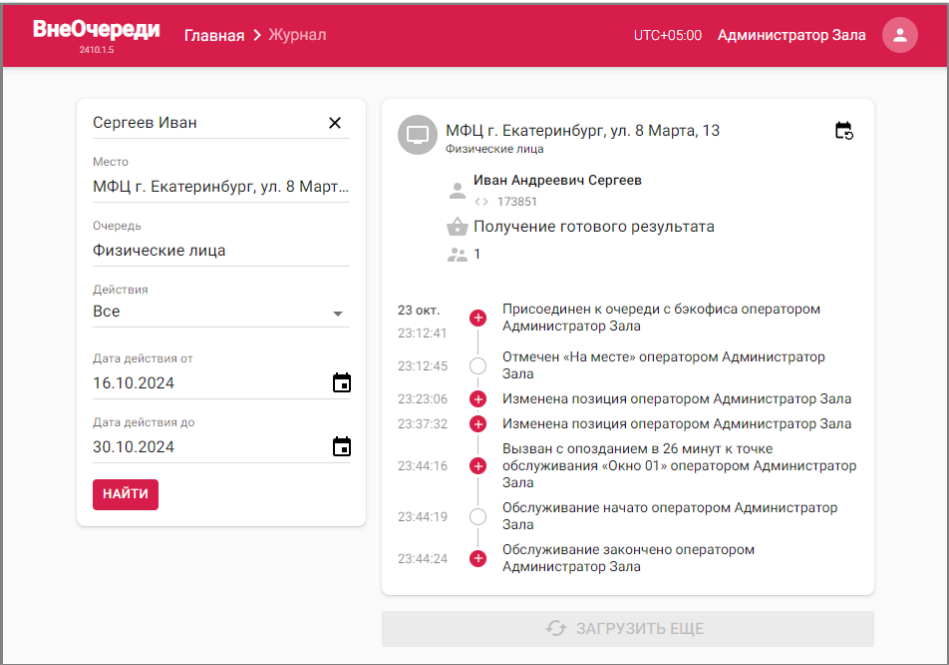 ВнеОчереди
2410.1.5
Главная > Журнал
UTC+05:00 Администратор Зала
Сергеев Иван
Место
МФЦ г. Екатеринбург, ул. 8 Март...
Очередь
Физические лица
Действия
Все
Дата действия от
16.10.2024
Дата действия до
30.10.2024
НАЙТИ
МФЦ г. Екатеринбург, ул. 8 Марта, 13
Физические лица
Иван Андреевич Сергеев
<> 173851
Получение готового результата
1
23 окт.
23:12:41
Присоединен к очереди с бэкофиса оператором
Администратор Зала
23:12:45
Отмечен «На месте» оператором Администратор
Зала
23:23:06
Изменена позиция оператором Администратор Зала
23:37:32
Изменена позиция оператором Администратор Зала
23:44:16
Вызван с опозданием в 26 минут к точке
обслуживания «Окно 01» оператором Администратор
Зала
23:44:19
Обслуживание начато оператором Администратор
Зала
23:44:24
Обслуживание закончено оператором
Администратор Зала
ЗАГРУЗИТЬ ЕЩЕ